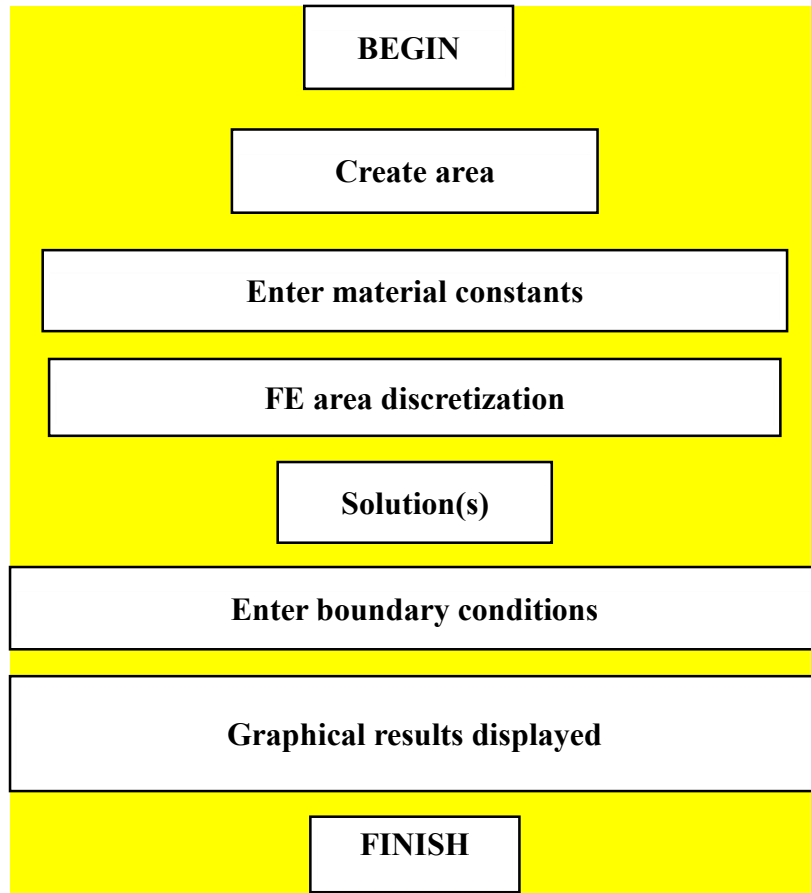 BEGIN
Create area
Enter material constants
FE area discretization
Solution(s)
Enter boundary conditions
Graphical results displayed
FINISH